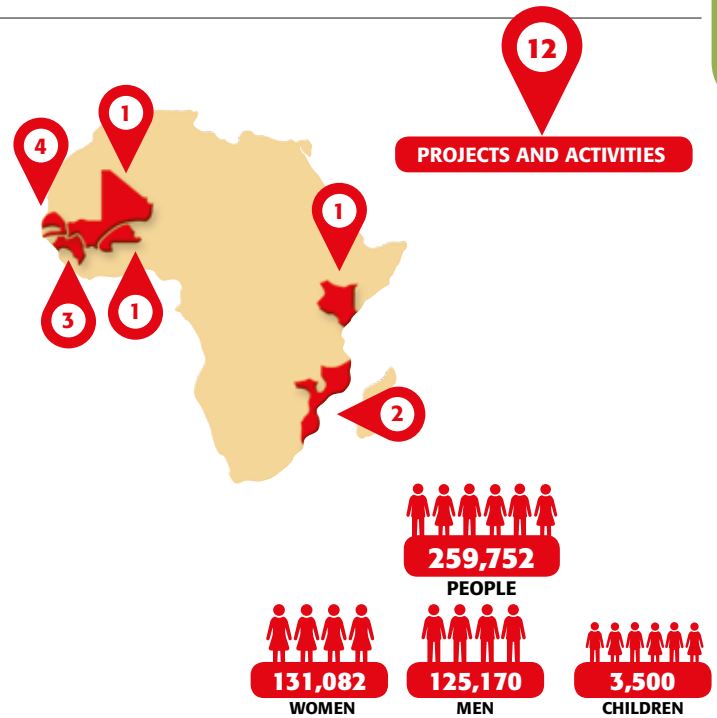 12
PROJECTS AND ACTIVITIES
1
4
1
3
1
2
259,752
PEOPLE
131,082
WOMEN
125,170
MEN
3,500
CHILDREN